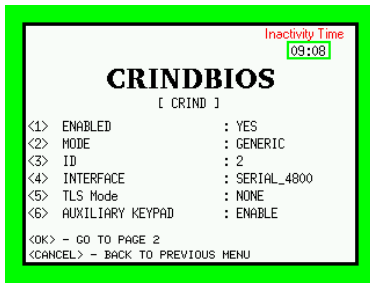 Inactivity Time
09:08
CRINDBIOS
[ CRIND ]
<1> ENABLED : YES
<2> MODE : GENERIC
<3> ID : 2
<4> INTERFACE : SERIAL_4800
<5> TLS Mode : NONE
<6> AUXILIARY KEYPAD : ENABLE
<OK> - GO TO PAGE 2
<CANCEL> - BACK TO PREVIOUS MENU